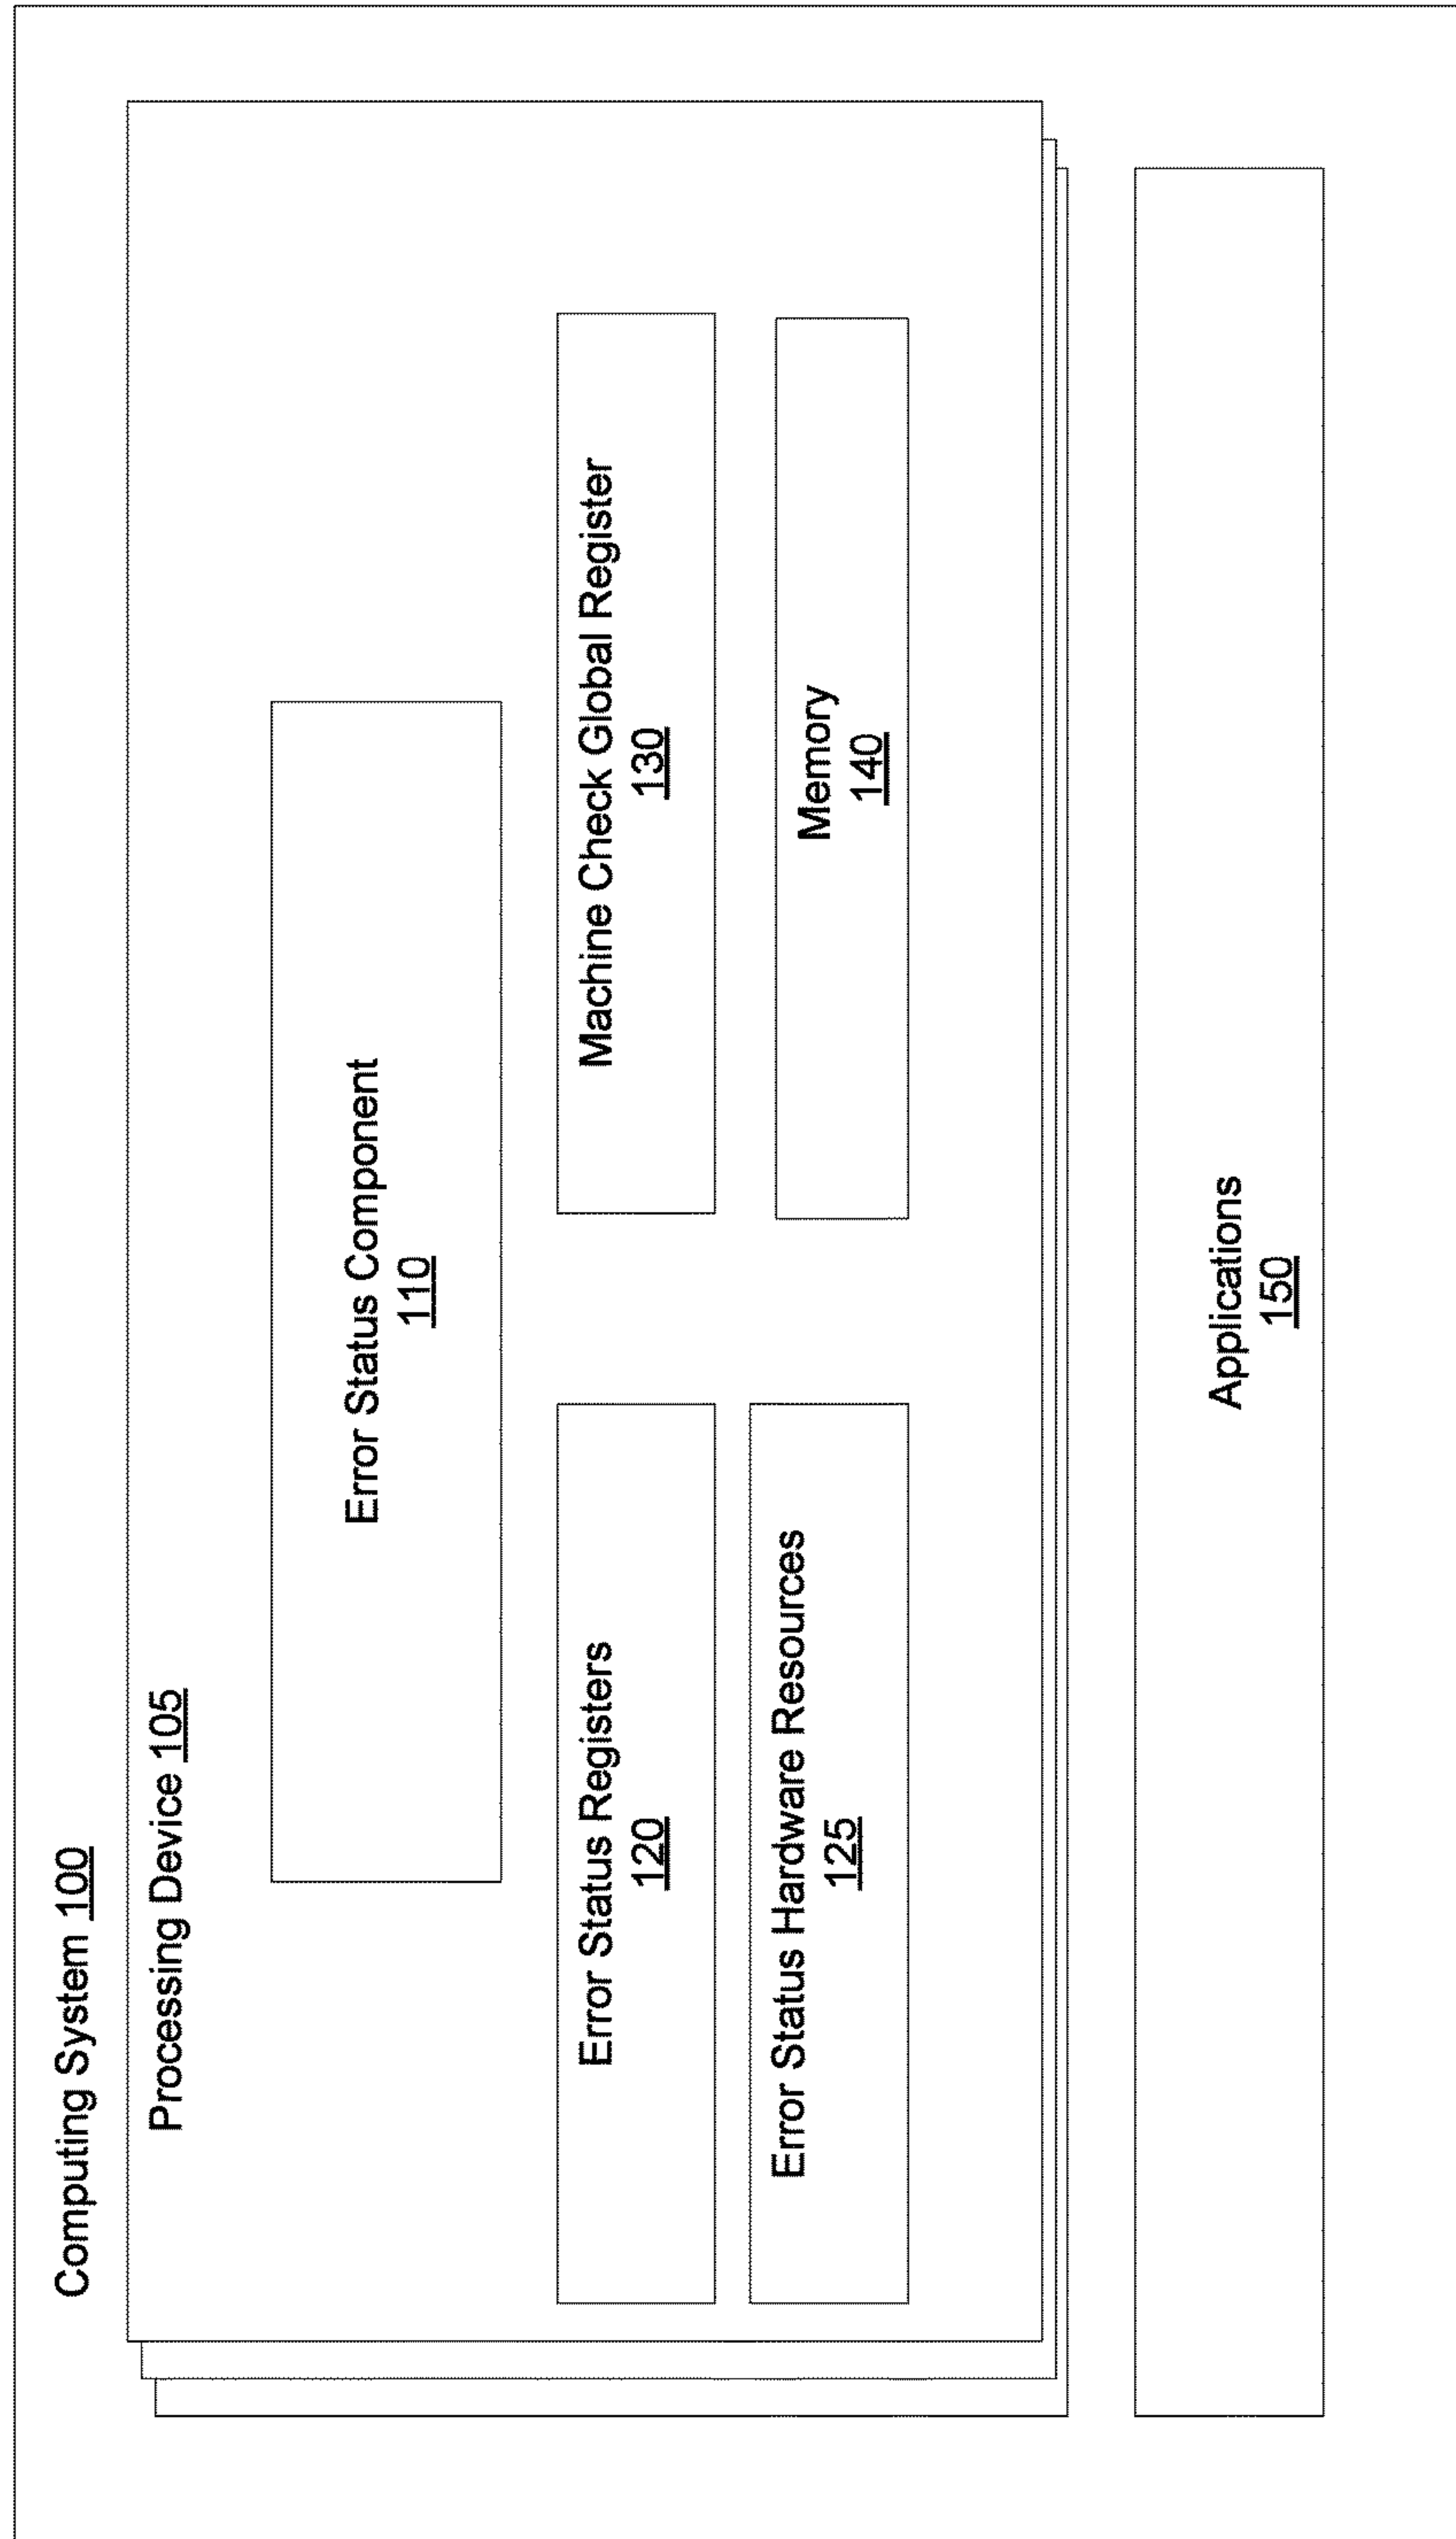 Computing System 100
Processing Device 105
Error Status Component
110
Error Status Registers
120
Machine Check Global Register
130
Error Status Hardware Resources
125
Memory
140
Applications
150